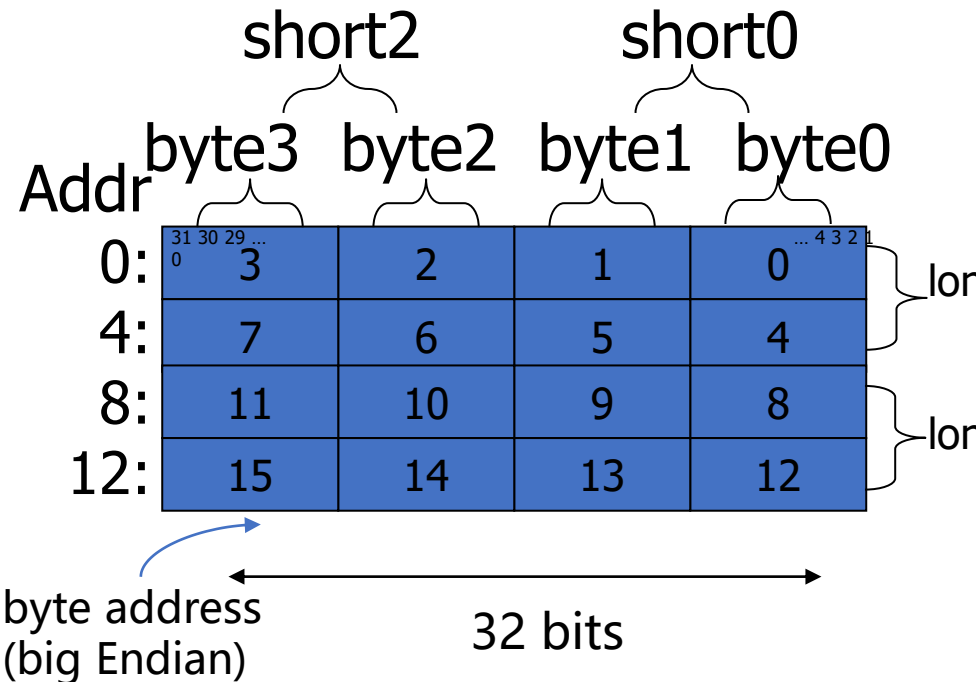 short2 short0
byte3 byte2 byte1 byte0
Addr
31 30 29 ... ... 4 3 2 1
0
0: 3 2 1 0 lon
4: 7 6 5 4
8: 11 10 9 8 lon
12: 15 14 13 12
byte address
(big Endian)
32 bits